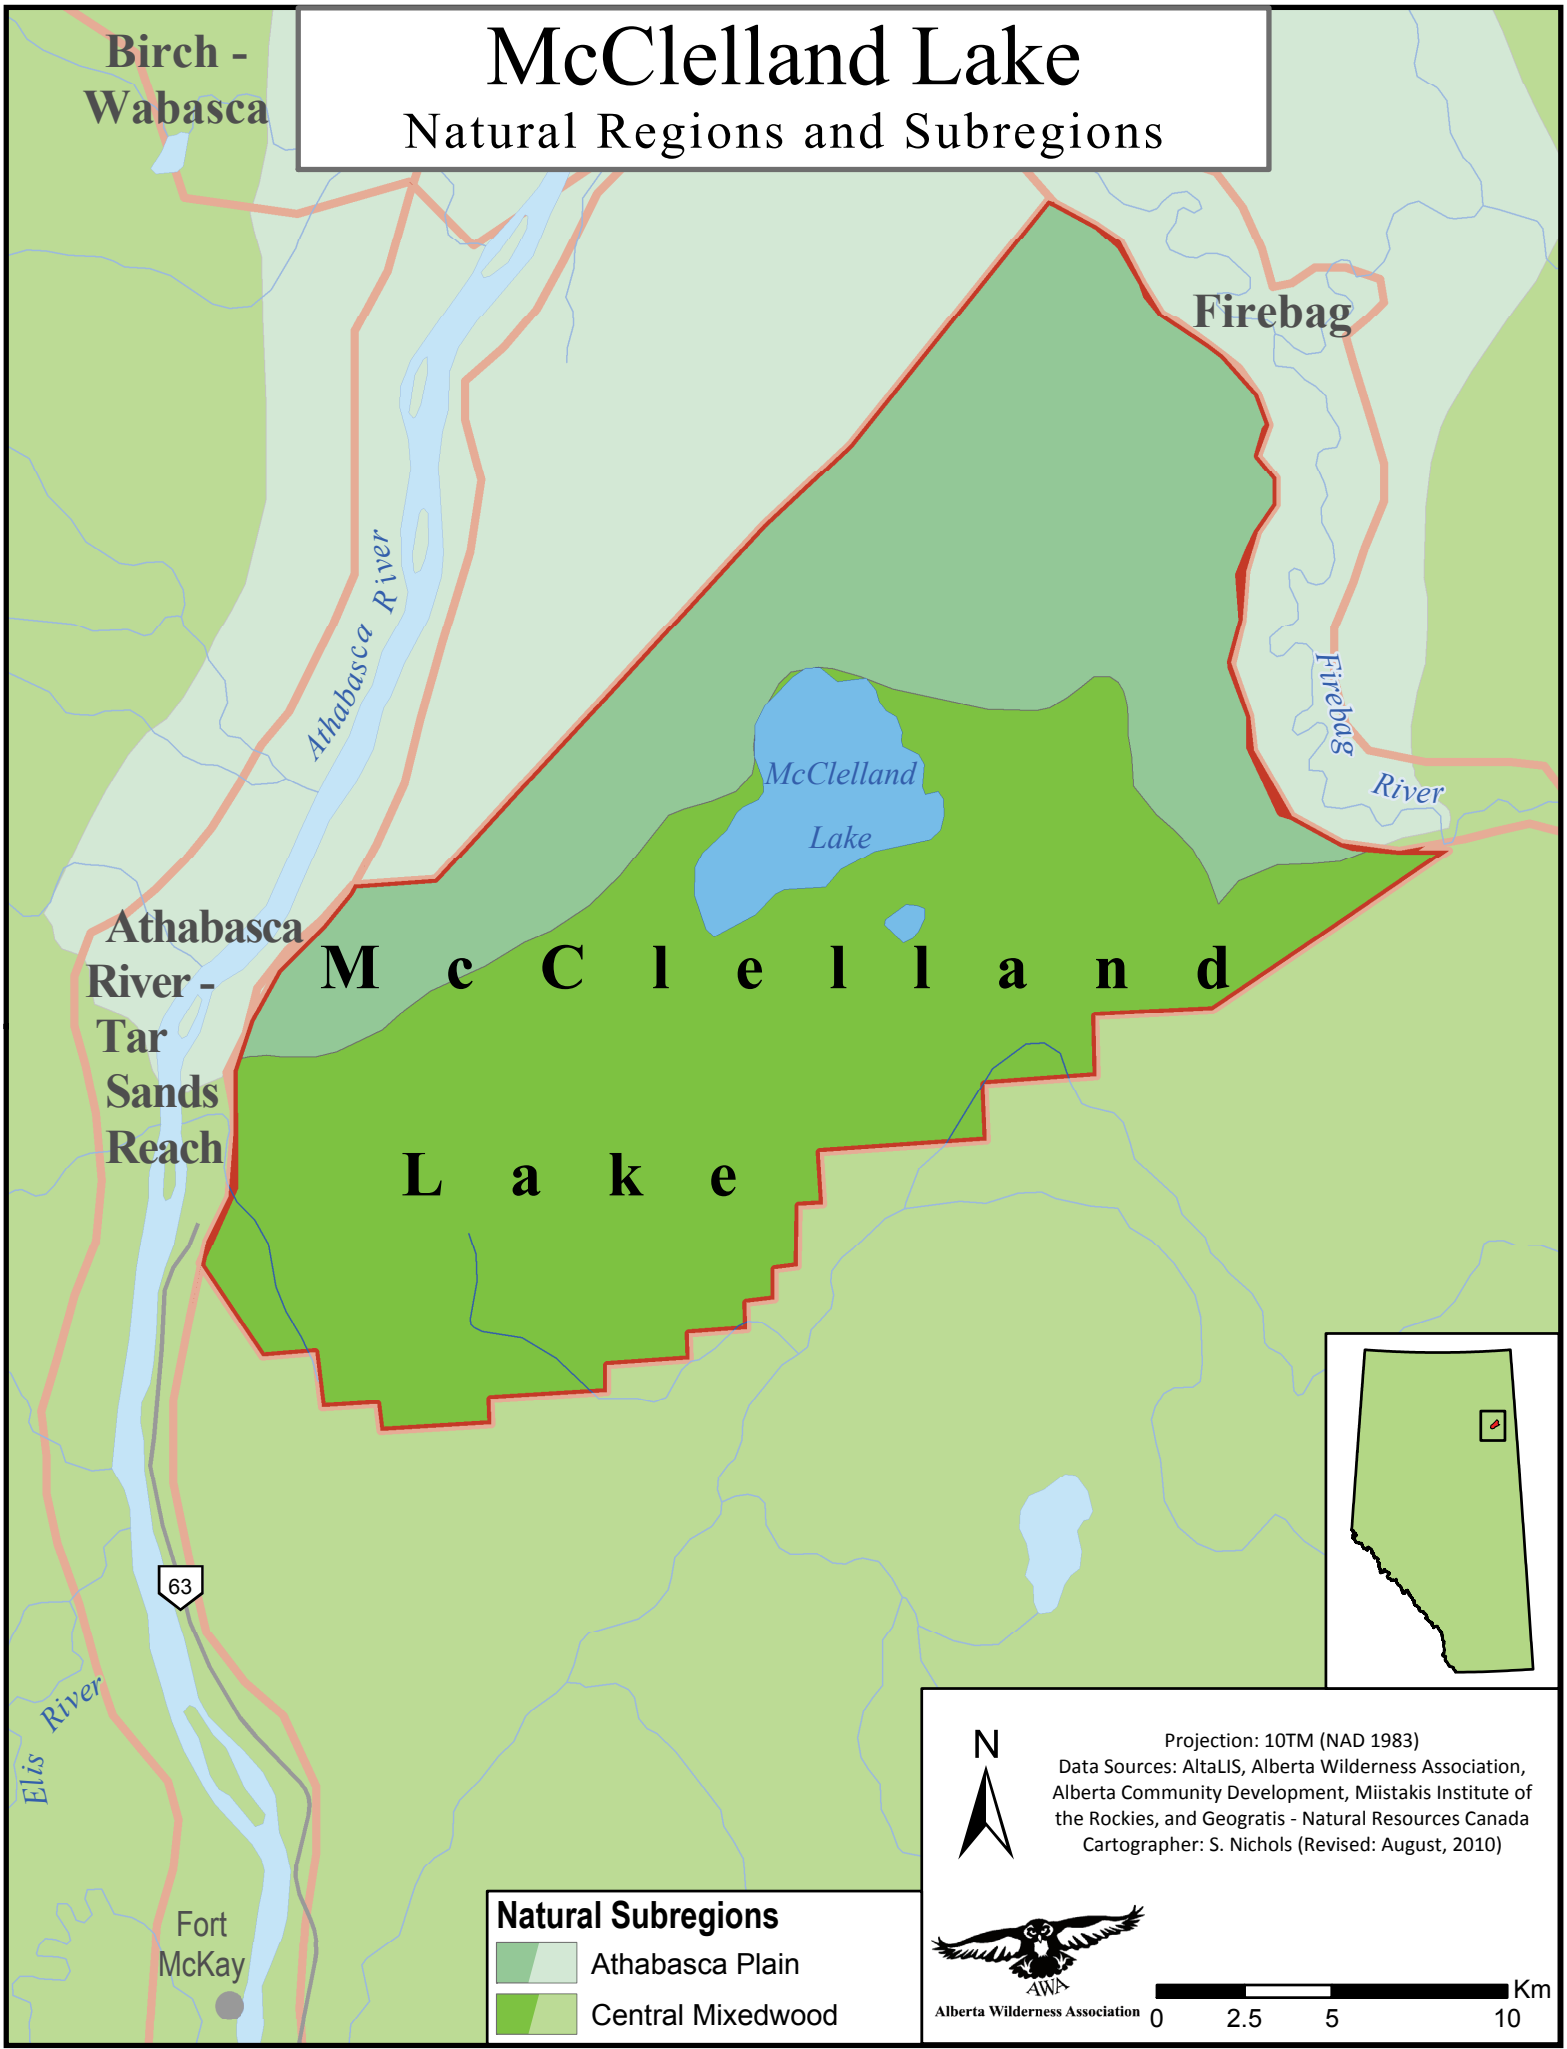 McClelland Lake
Natural Regions and Subregions
Birch -
Wabasca
Firebag
Athabasca River
Firebag
River
McClelland
Lake
Athabasca
River -
Tar
Sands
Reach
McClelland
Lake
63
Elis River
Fort
McKay
N
Projection: 10TM (NAD 1983)
Data Sources: AltaLIS, Alberta Wilderness Association,
Alberta Community Development, Miistakis Institute of
the Rockies, and Geogratis - Natural Resources Canada
Cartographer: S. Nichols (Revised: August, 2010)
Natural Subregions
Athabasca Plain
Central Mixedwood
AWA
Alberta Wilderness Association
Km
0 2.5 5 10